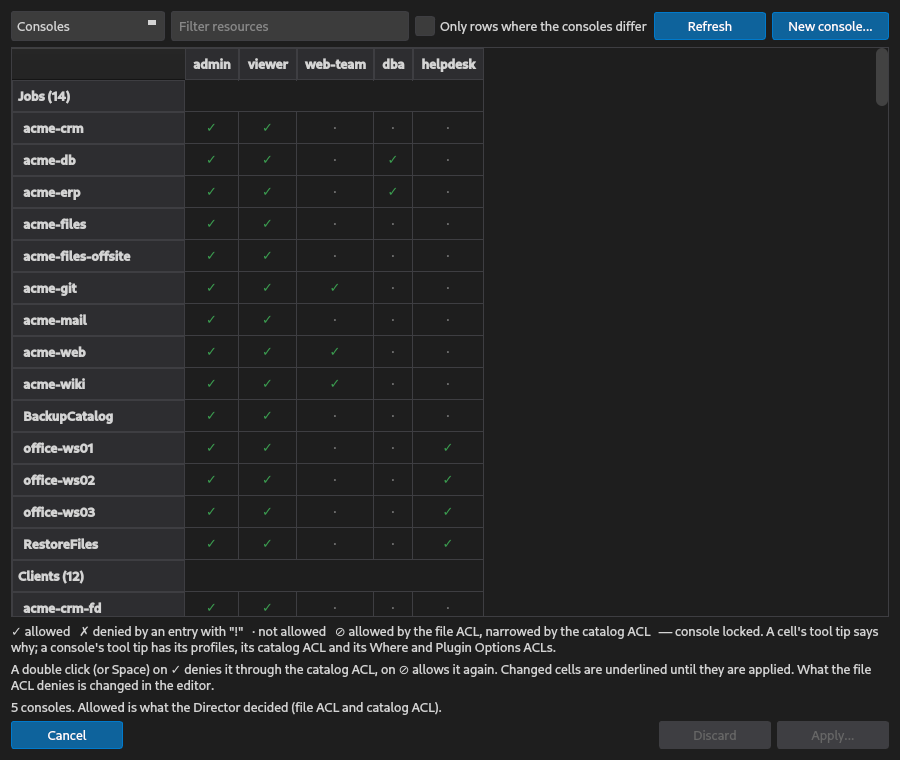 Consoles Filter resources Only rows where the consoles differ Refresh New console...
admin viewer web-team dba helpdesk
Jobs (14)
acme-crm ✓ ✓ · · ·
acme-db ✓ ✓ · ✓ ·
acme-erp ✓ ✓ · ✓ ·
acme-files ✓ ✓ · · ·
acme-files-offsite ✓ ✓ · · ·
acme-git ✓ ✓ ✓ · ·
acme-mail ✓ ✓ · · ·
acme-web ✓ ✓ ✓ · ·
acme-wiki ✓ ✓ ✓ · ·
BackupCatalog ✓ ✓ · · ·
office-ws01 ✓ ✓ · · ✓
office-ws02 ✓ ✓ · · ✓
office-ws03 ✓ ✓ · · ✓
RestoreFiles ✓ ✓ · · ✓
Clients (12)
acme-crm-fd ✓ ✓ · · ·
✓ allowed ✗ denied by an entry with "!" · not allowed ⊘ allowed by the file ACL, narrowed by the catalog ACL — console locked. A cell's tool tip says
why; a console's tool tip has its profiles, its catalog ACL and its Where and Plugin Options ACLs.
A double click (or Space) on ✓ denies it through the catalog ACL, on ⊘ allows it again. Changed cells are underlined until they are applied. What the file
ACL denies is changed in the editor.
5 consoles. Allowed is what the Director decided (file ACL and catalog ACL).
Cancel Discard Apply...